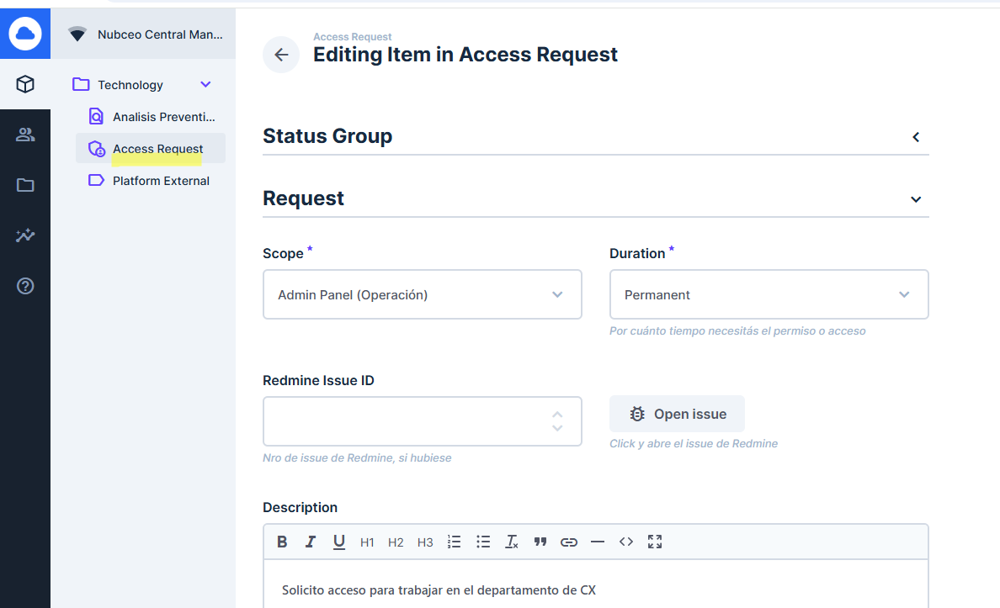 Nubceo Central Man...
Technology
Analisis Preventi...
Access Request
Platform External
Access Request
Editing Item in Access Request
Status Group
Request
Scope *
Duration *
Admin Panel (Operación)
Permanent
Por cuánto tiempo necesitás el permiso o acceso
Redmine Issue ID
Open issue
Nro de issue de Redmine, si hubiese
Click y abre el issue de Redmine
Description
B I U H1 H2 H3
Solicito acceso para trabajar en el departamento de CX